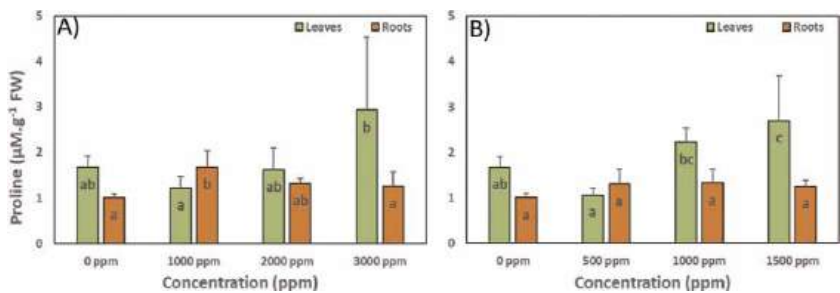 A)
Leaves Roots
Proline (μM.g⁻¹ FW)
5
4
3
2
1
0
ab a a b ab ab b a
0 ppm 1000 ppm 2000 ppm 3000 ppm
Concentration (ppm)
B)
Leaves Roots
5
4
3
2
1
0
ab a a a bc a c a
0 ppm 500 ppm 1000 ppm 1500 ppm
Concentration (ppm)